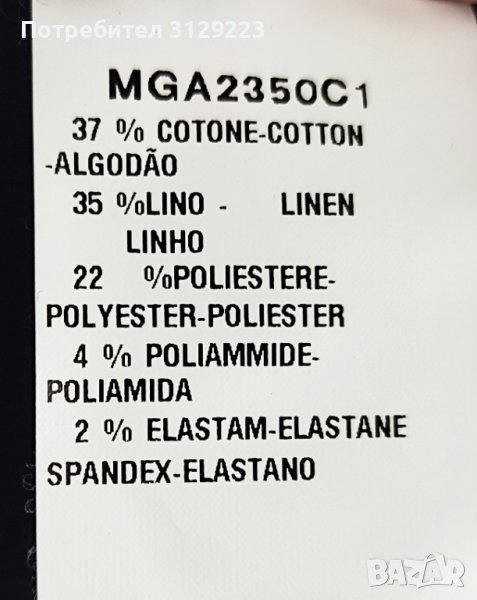 Потребител 3129223
MGA2350C1
37 % COTONE-COTTON
-ALGODÃO
35 %LINO - LINEN
LINHO
22 %POLIESTERE-
POLYESTER-POLIESTER
4 % POLIAMMIDE-
POLIAMIDA
2 % ELASTAM-ELASTANE
SPANDEX-ELASTANO
BAZAR